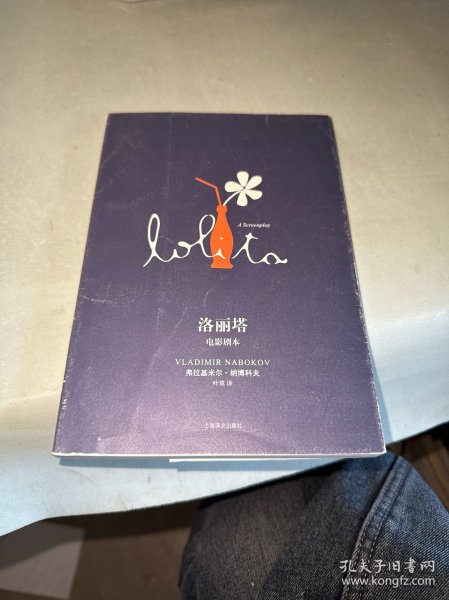 A Screenplay
lolita
洛丽塔
电影剧本
VLADIMIR NABOKOV
弗拉基米尔·纳博科夫
叶尊 译
上海译文出版社
孔夫子旧书网
www.kongfz.com